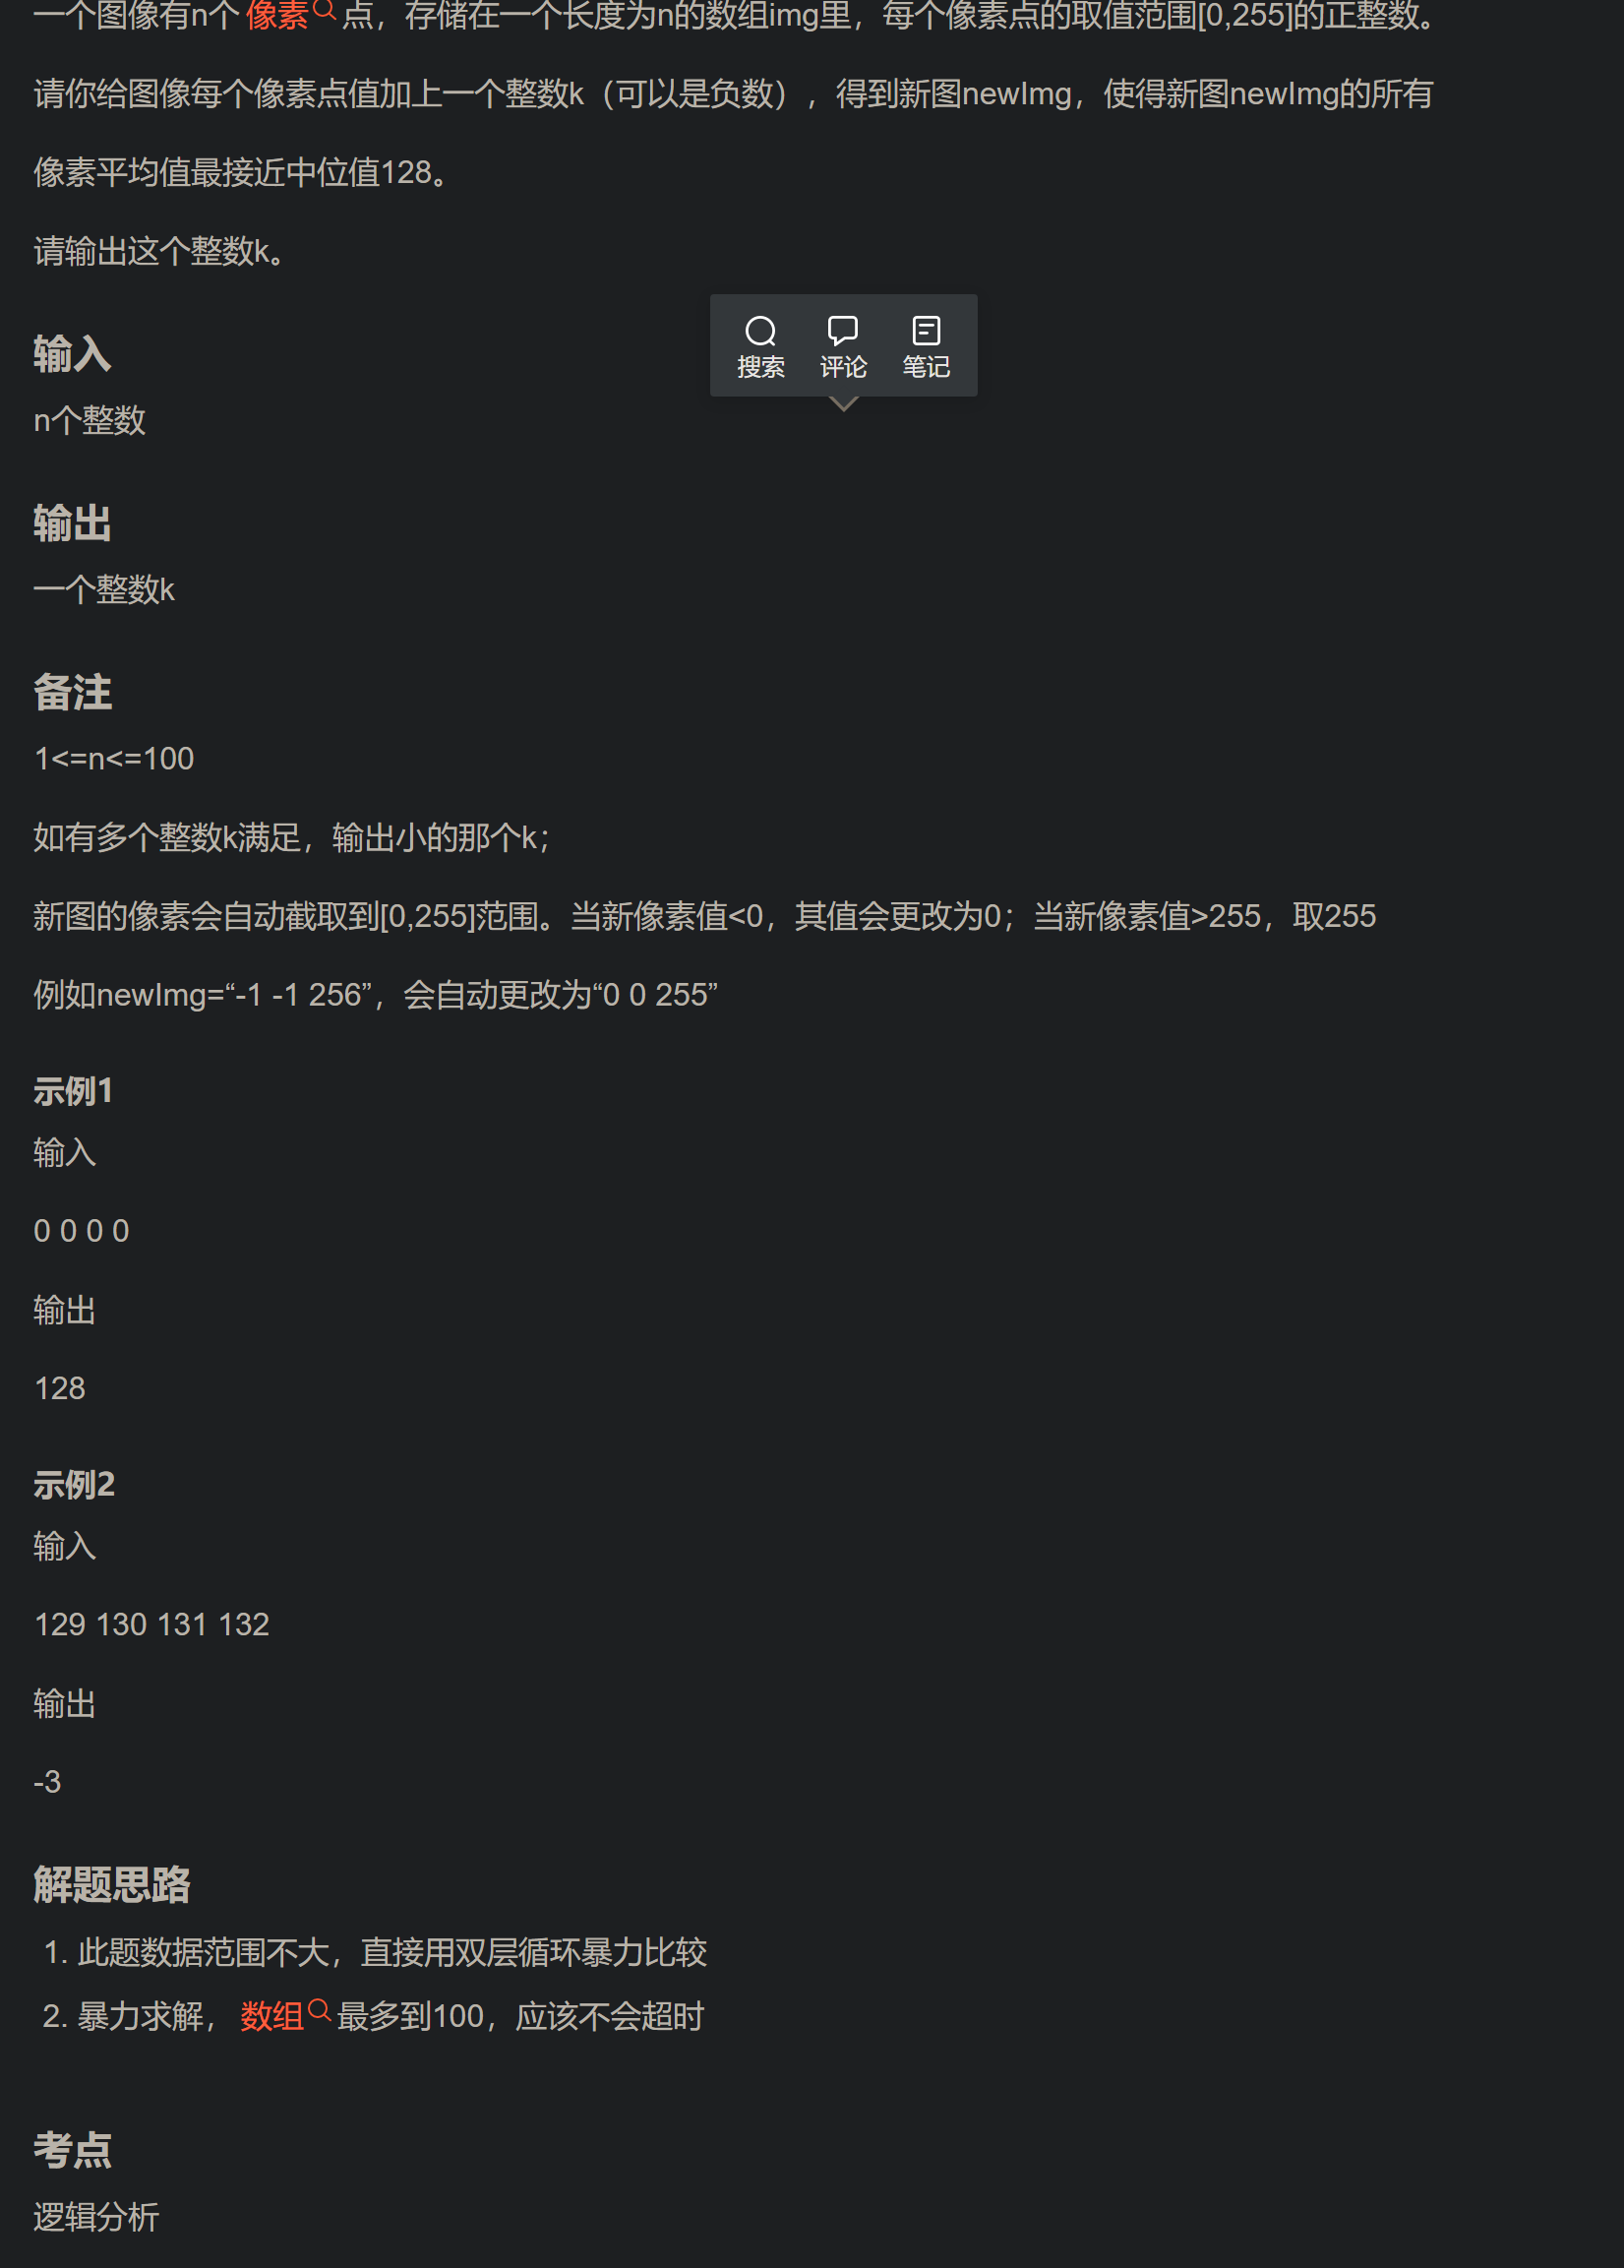 一个图像有n个 像素 点，存储在一个长度为n的数组img里，每个像素点的取值范围[0,255]的正整数。
请你给图像每个像素点值加上一个整数k（可以是负数），得到新图newImg，使得新图newImg的所有
像素平均值最接近中位值128。
请输出这个整数k。
搜索 评论 笔记
输入
n个整数
输出
一个整数k
备注
1<=n<=100
如有多个整数k满足，输出小的那个k；
新图的像素会自动截取到[0,255]范围。当新像素值<0，其值会更改为0；当新像素值>255，取255
例如newImg=“-1 -1 256”，会自动更改为“0 0 255”
示例1
输入
0 0 0 0
输出
128
示例2
输入
129 130 131 132
输出
-3
解题思路
1. 此题数据范围不大，直接用双层循环暴力比较
2. 暴力求解， 数组 最多到100，应该不会超时
考点
逻辑分析